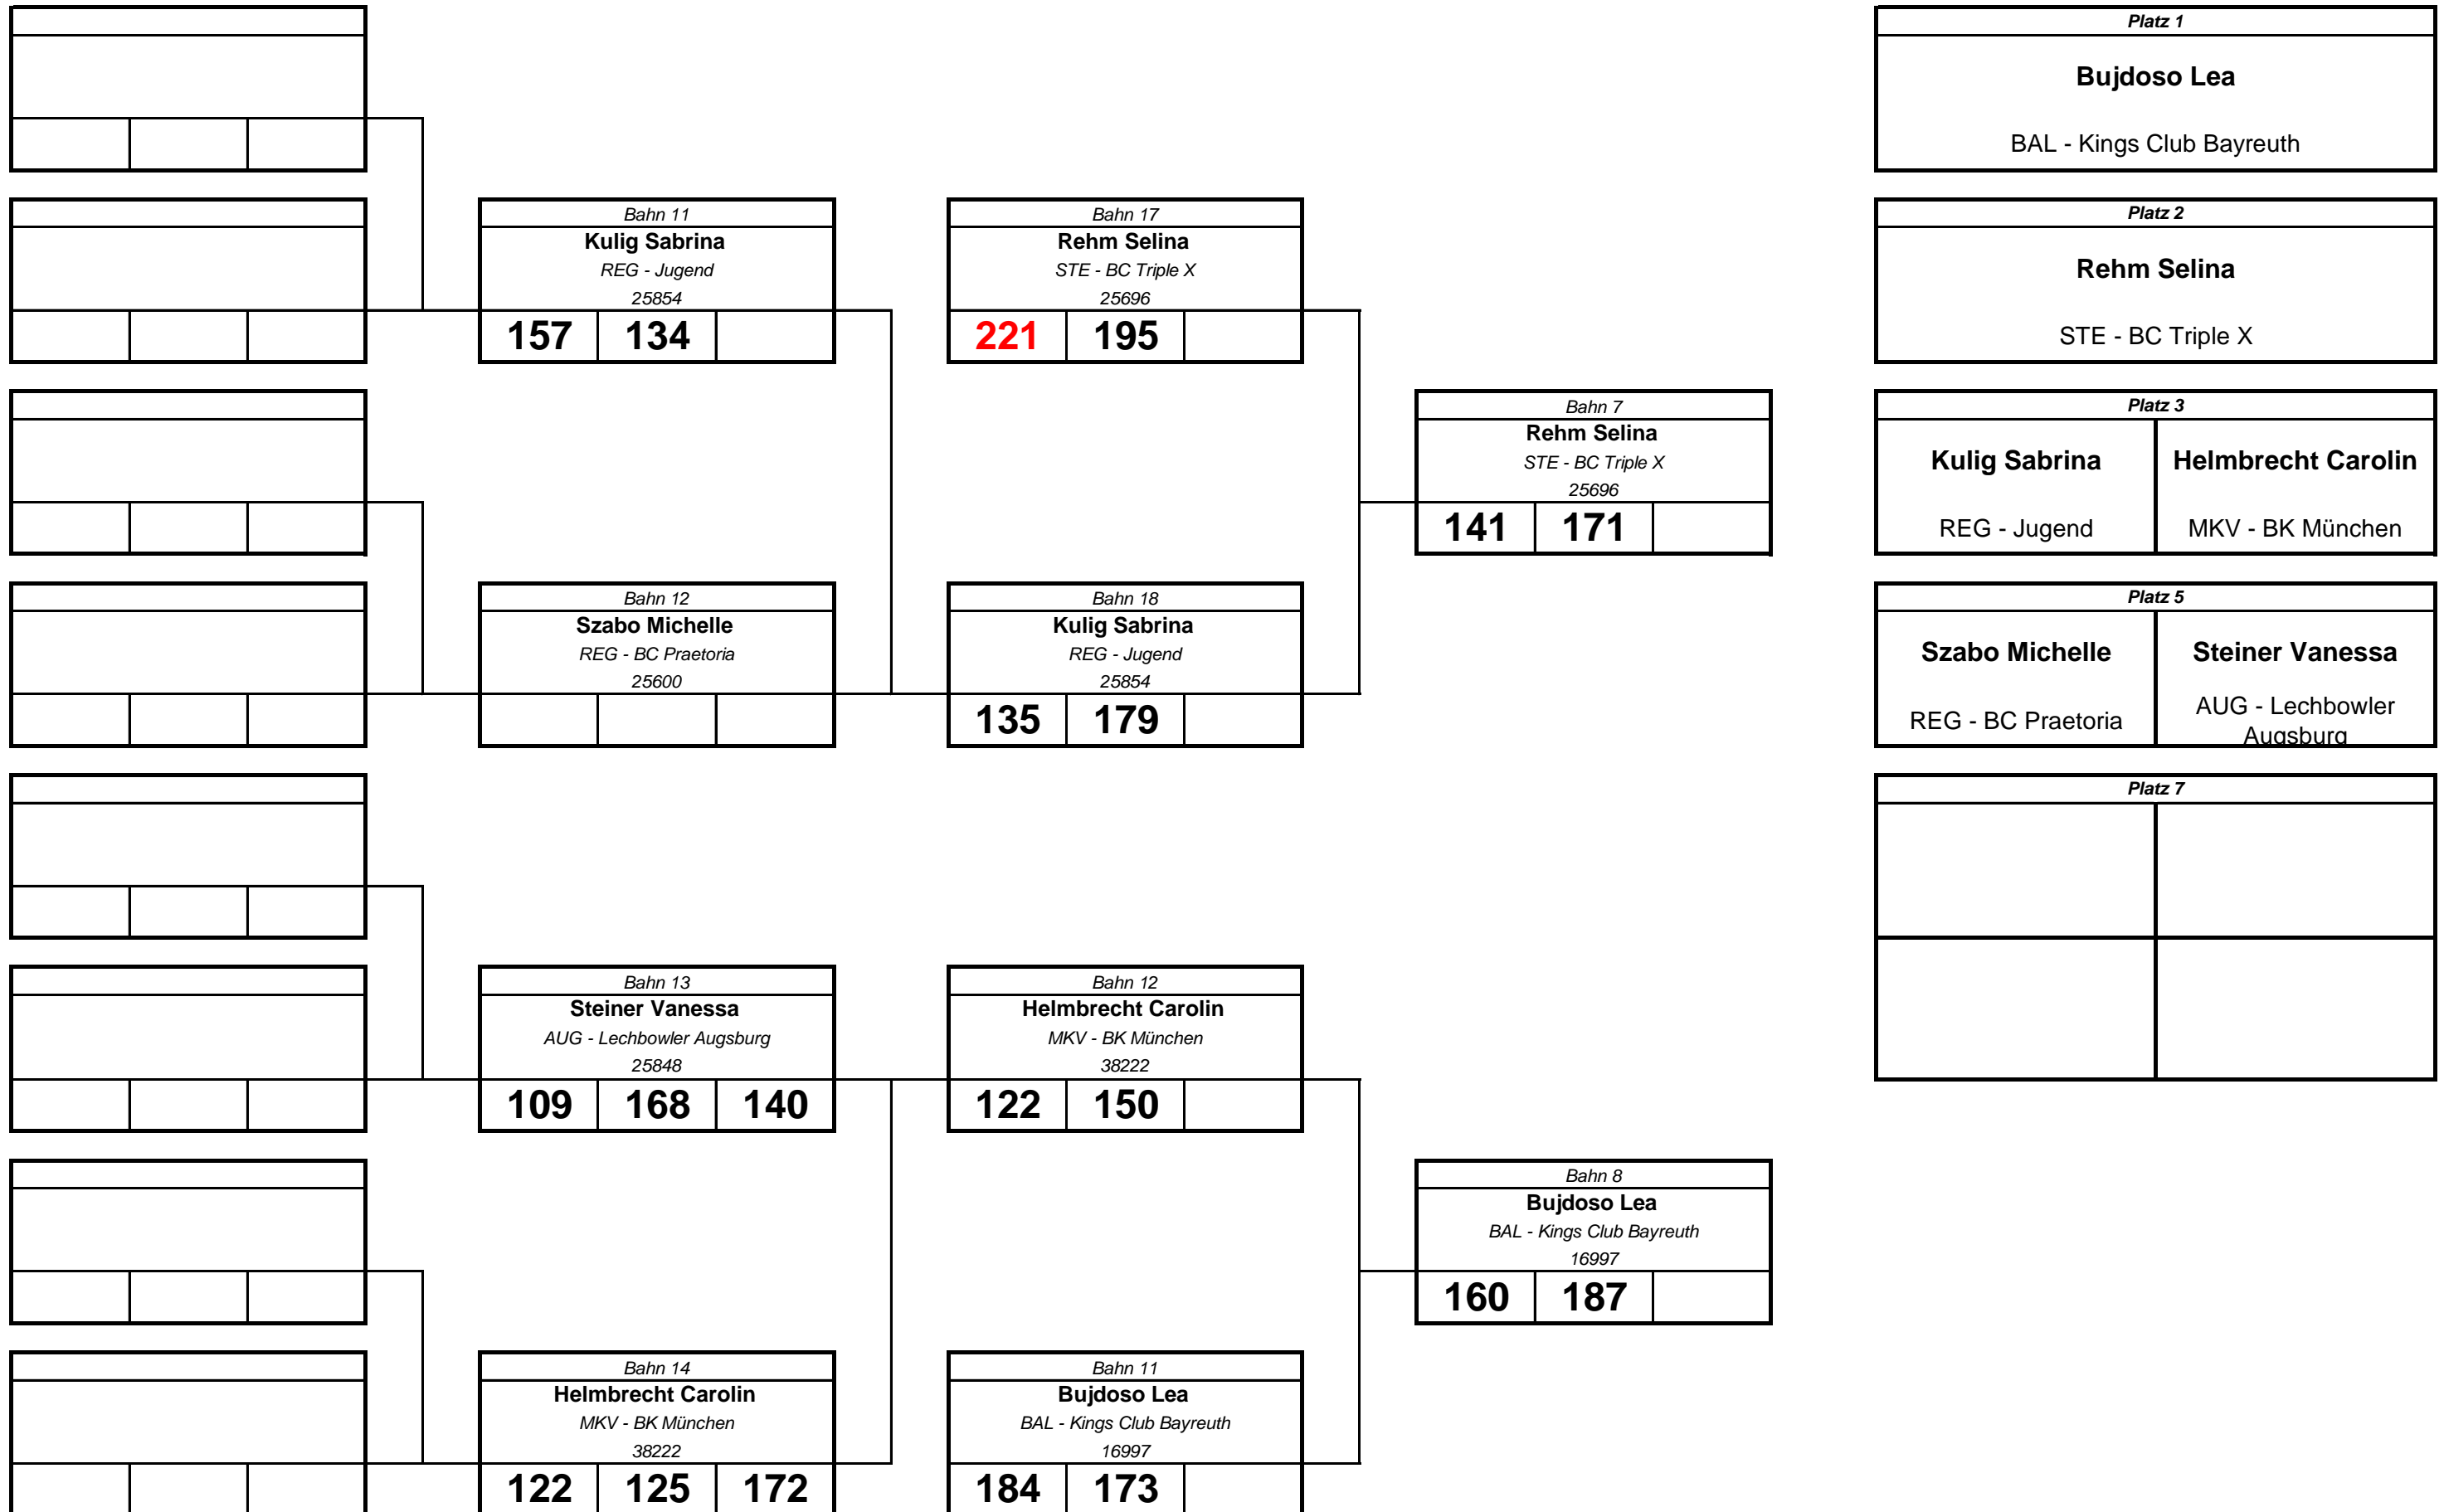 Platz 1
Bujdoso Lea
BAL - Kings Club Bayreuth
Bahn 11
Kulig Sabrina
REG - Jugend
25854
157 134
Bahn 17
Rehm Selina
STE - BC Triple X
25696
221 195
Platz 2
Rehm Selina
STE - BC Triple X
Bahn 7
Rehm Selina
STE - BC Triple X
25696
141 171
Platz 3
Kulig Sabrina
REG - Jugend
Helmbrecht Carolin
MKV - BK München
Bahn 12
Szabo Michelle
REG - BC Praetoria
25600
Bahn 18
Kulig Sabrina
REG - Jugend
25854
135 179
Platz 5
Szabo Michelle
REG - BC Praetoria
Steiner Vanessa
AUG - Lechbowler
Augsburg
Platz 7
Bahn 13
Steiner Vanessa
AUG - Lechbowler Augsburg
25848
109 168 140
Bahn 12
Helmbrecht Carolin
MKV - BK München
38222
122 150
Bahn 8
Bujdoso Lea
BAL - Kings Club Bayreuth
16997
160 187
Bahn 14
Helmbrecht Carolin
MKV - BK München
38222
122 125 172
Bahn 11
Bujdoso Lea
BAL - Kings Club Bayreuth
16997
184 173